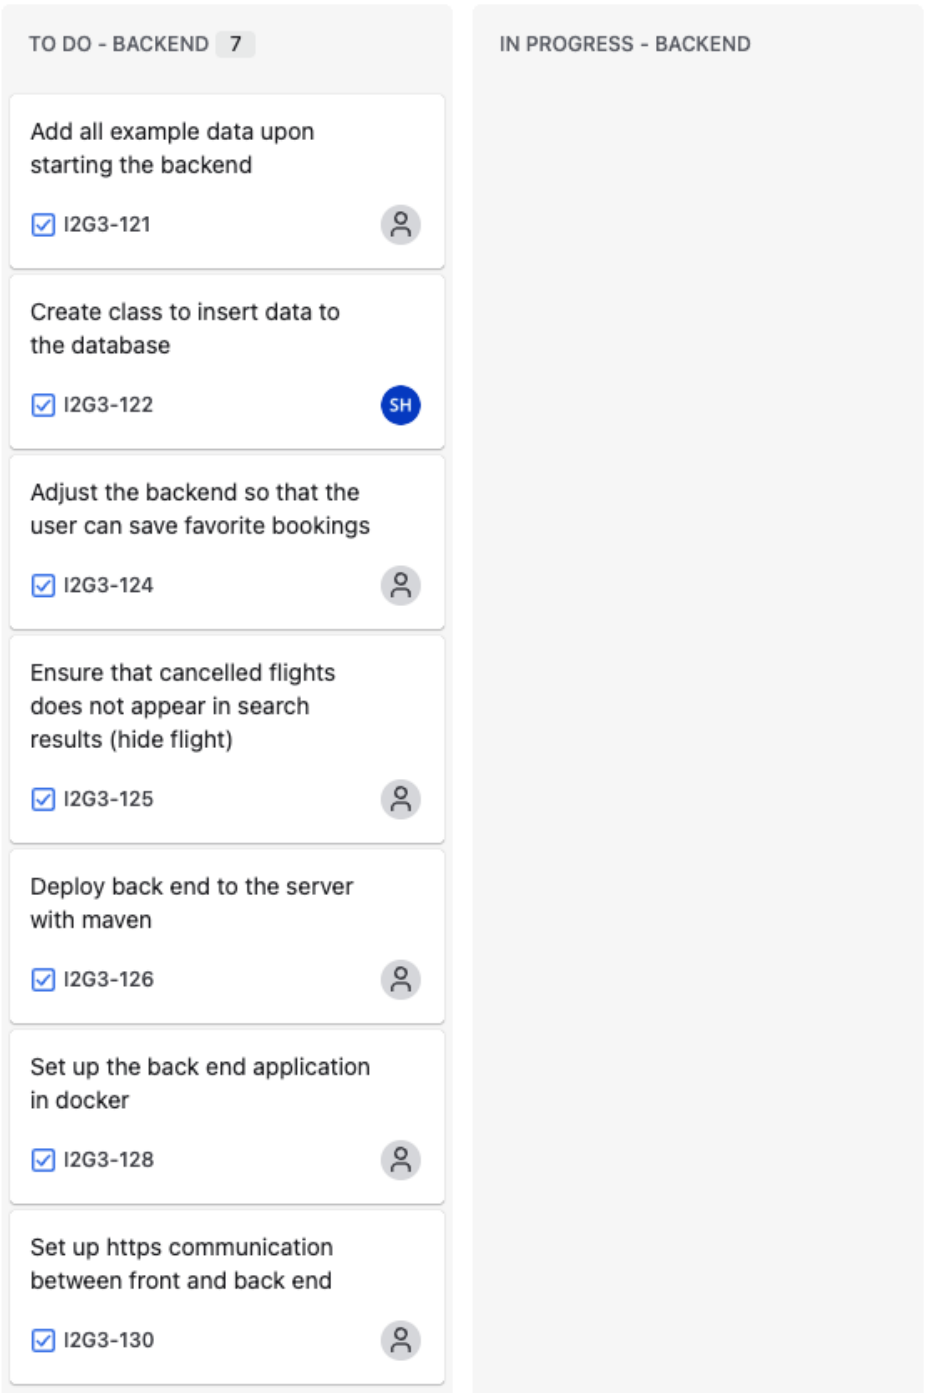 TO DO - BACKEND 7
IN PROGRESS - BACKEND
Add all example data upon
starting the backend
I2G3-121
Create class to insert data to
the database
I2G3-122
SH
Adjust the backend so that the
user can save favorite bookings
I2G3-124
Ensure that cancelled flights
does not appear in search
results (hide flight)
I2G3-125
Deploy back end to the server
with maven
I2G3-126
Set up the back end application
in docker
I2G3-128
Set up https communication
between front and back end
I2G3-130